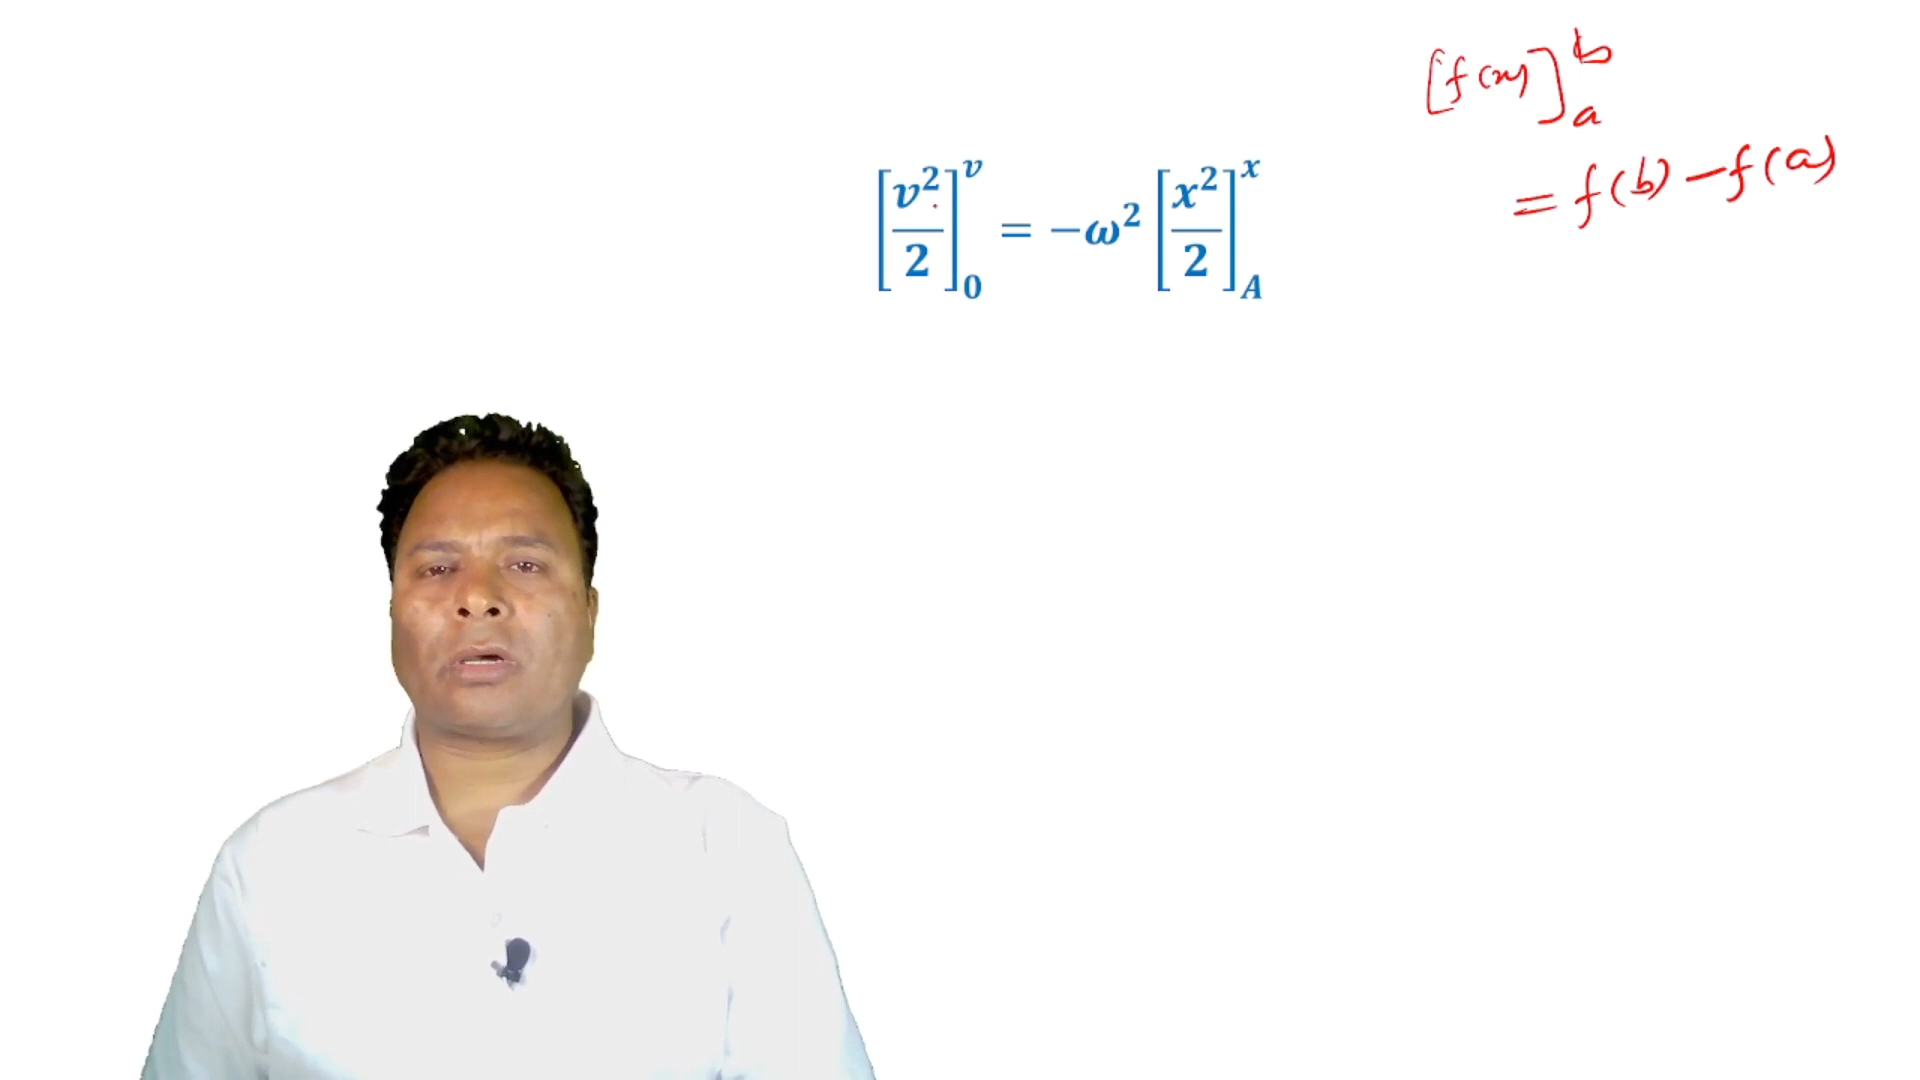 [f(x)]_a^b
= f(b) - f(a)
[v²/2]_0^v = -ω² [x²/2]_A^x